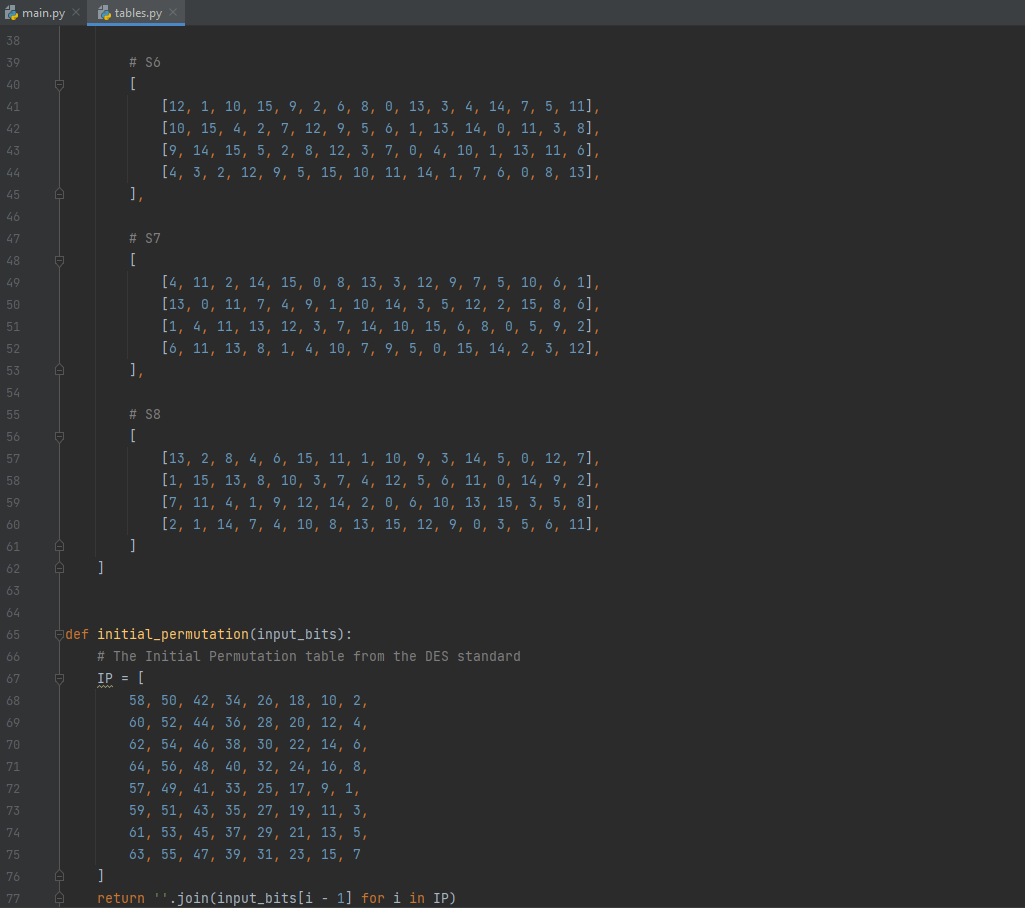 main.py tables.py
38
39 # S6
40 [
41 [12, 1, 10, 15, 9, 2, 6, 8, 0, 13, 3, 4, 14, 7, 5, 11],
42 [10, 15, 4, 2, 7, 12, 9, 5, 6, 1, 13, 14, 0, 11, 3, 8],
43 [9, 14, 15, 5, 2, 8, 12, 3, 7, 0, 4, 10, 1, 13, 11, 6],
44 [4, 3, 2, 12, 9, 5, 15, 10, 11, 14, 1, 7, 6, 0, 8, 13],
45 ],
46
47 # S7
48 [
49 [4, 11, 2, 14, 15, 0, 8, 13, 3, 12, 9, 7, 5, 10, 6, 1],
50 [13, 0, 11, 7, 4, 9, 1, 10, 14, 3, 5, 12, 2, 15, 8, 6],
51 [1, 4, 11, 13, 12, 3, 7, 14, 10, 15, 6, 8, 0, 5, 9, 2],
52 [6, 11, 13, 8, 1, 4, 10, 7, 9, 5, 0, 15, 14, 2, 3, 12],
53 ],
54
55 # S8
56 [
57 [13, 2, 8, 4, 6, 15, 11, 1, 10, 9, 3, 14, 5, 0, 12, 7],
58 [1, 15, 13, 8, 10, 3, 7, 4, 12, 5, 6, 11, 0, 14, 9, 2],
59 [7, 11, 4, 1, 9, 12, 14, 2, 0, 6, 10, 13, 15, 3, 5, 8],
60 [2, 1, 14, 7, 4, 10, 8, 13, 15, 12, 9, 0, 3, 5, 6, 11],
61 ]
62 ]
63
64
65 def initial_permutation(input_bits):
66 # The Initial Permutation table from the DES standard
67 IP = [
68 58, 50, 42, 34, 26, 18, 10, 2,
69 60, 52, 44, 36, 28, 20, 12, 4,
70 62, 54, 46, 38, 30, 22, 14, 6,
71 64, 56, 48, 40, 32, 24, 16, 8,
72 57, 49, 41, 33, 25, 17, 9, 1,
73 59, 51, 43, 35, 27, 19, 11, 3,
74 61, 53, 45, 37, 29, 21, 13, 5,
75 63, 55, 47, 39, 31, 23, 15, 7
76 ]
77 return ''.join(input_bits[i - 1] for i in IP)